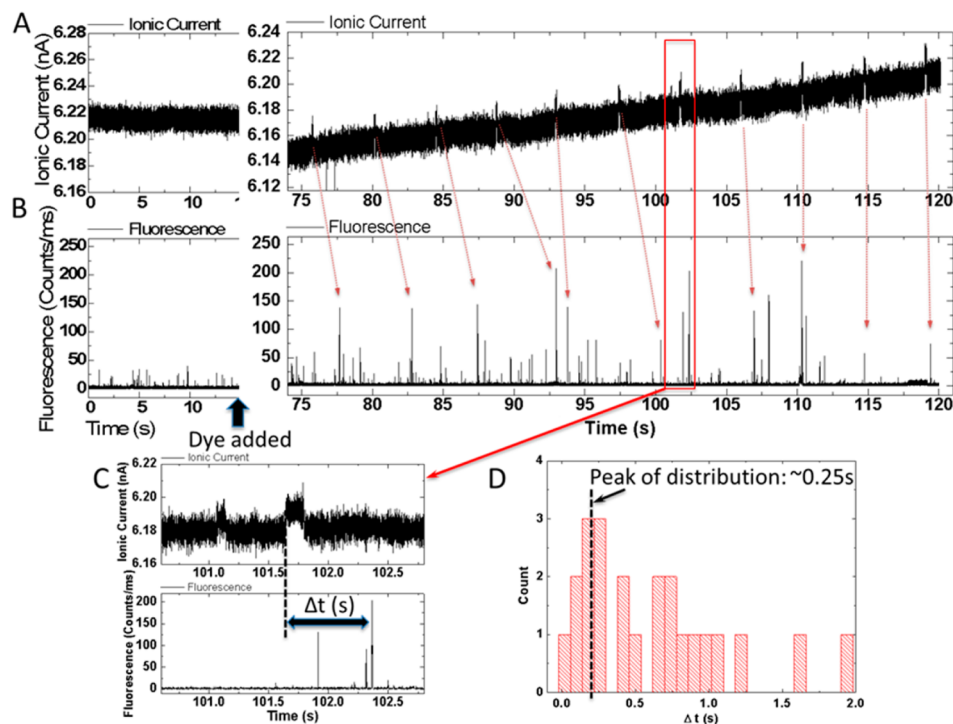 A
Ionic Current
Ionic Current
Ionic Current (nA)
6.28
6.26
6.24
6.22
6.20
6.18
6.16
0 5 10
6.24
6.22
6.20
6.18
6.16
6.14
6.12
75 80 85 90 95 100 105 110 115 120
B
Fluorescence
Fluorescence
Fluorescence (Counts/ms)
250
200
150
100
50
0
0 5 10
Time (s)
250
200
150
100
50
0
75 80 85 90 95 100 105 110 115 120
Time (s)
Dye added
C
Ionic Current
Ionic Current (nA)
6.22
6.20
6.18
6.16
101.0 101.5 102.0 102.5
Fluorescence
Fluorescence (Counts/ms)
200
150
100
50
0
Δt (s)
101.0 101.5 102.0 102.5
Time (s)
D
Peak of distribution: ~0.25s
Count
4
3
2
1
0
0.0 0.5 1.0 1.5 2.0
Δ t (s)